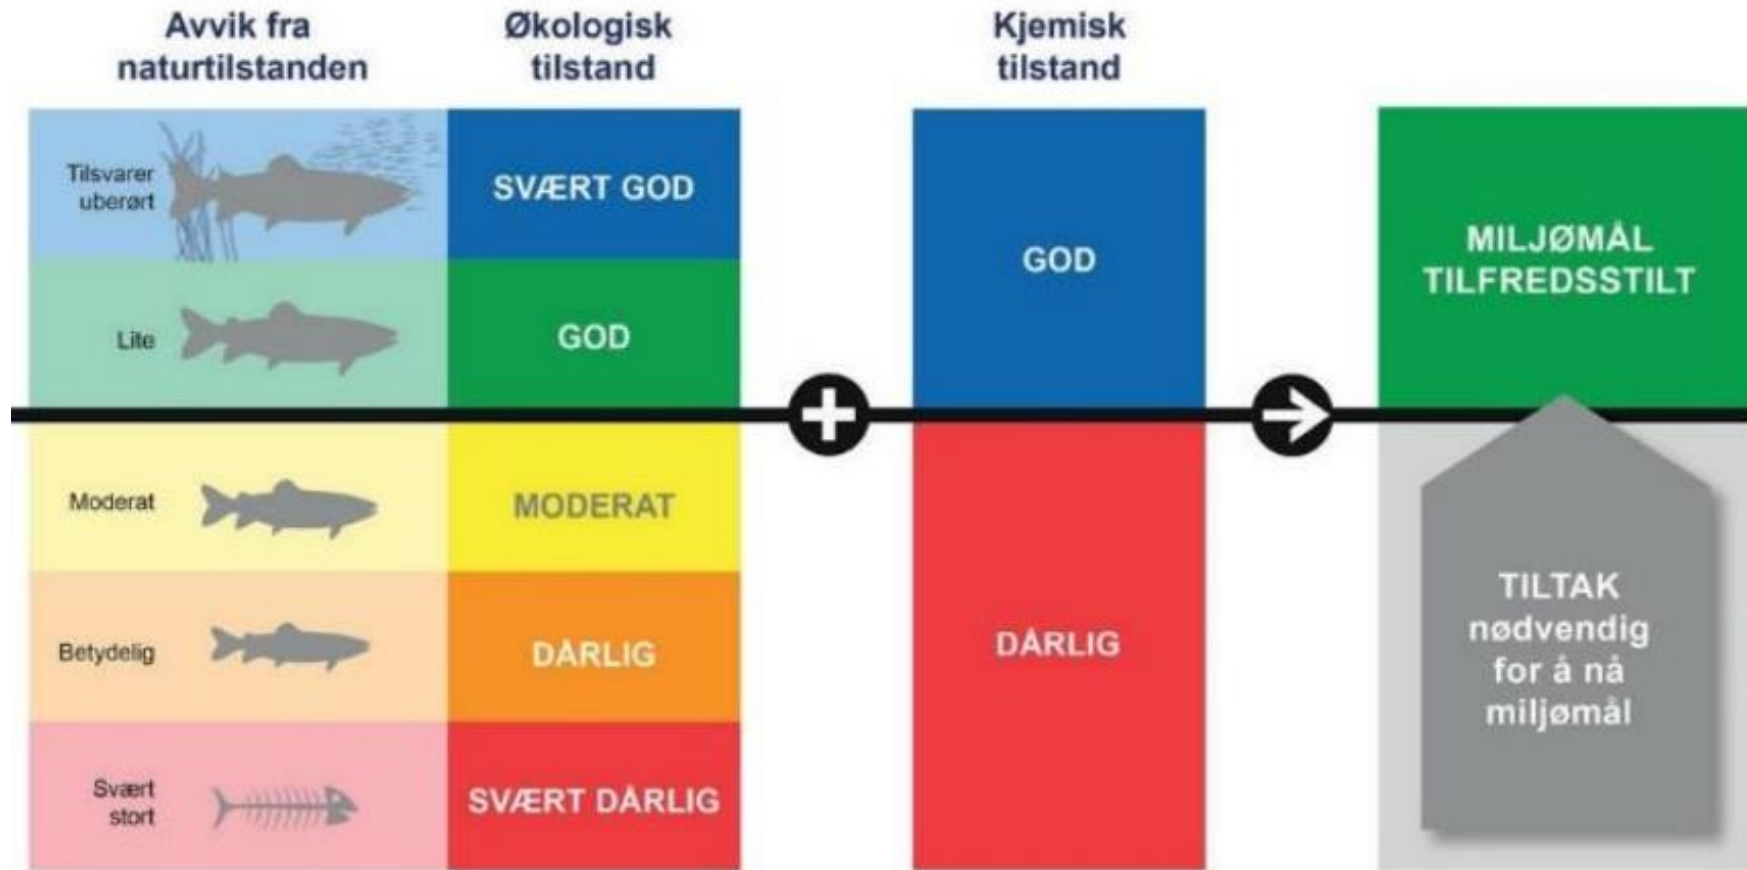 Avvik fra
naturtilstanden
Økologisk
tilstand
Kjemisk
tilstand
Tilsvarer
uberørt
SVÆRT GOD
Lite
GOD
GOD
MILJØMÅL
TILFREDSSTILT
Moderat
MODERAT
Betydelig
DÅRLIG
Svært
stort
SVÆRT DÅRLIG
DÅRLIG
TILTAK
nødvendig
for å nå
miljømål